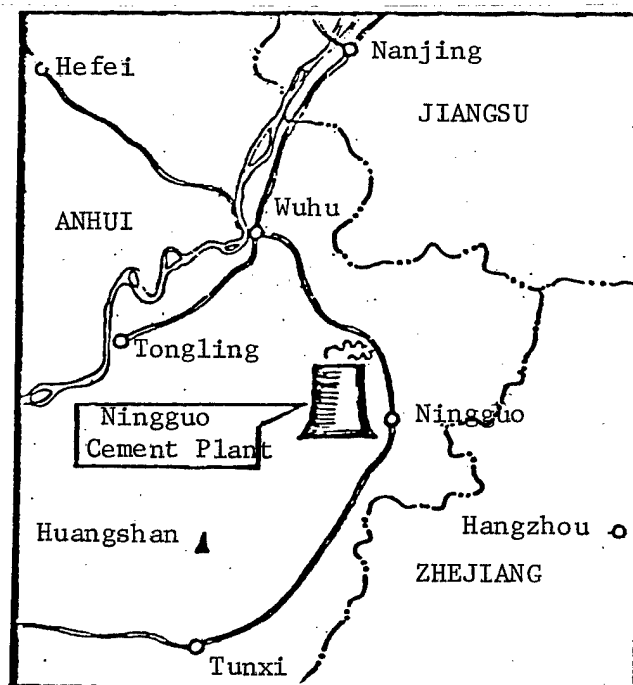 Nanjing
Hefei
JIANGSU
Wuhu
ANHUI
Tongling
Ningguo
Cement Plant
Ningguo
Huangshan
Hangzhou
ZHEJIANG
Tunxi